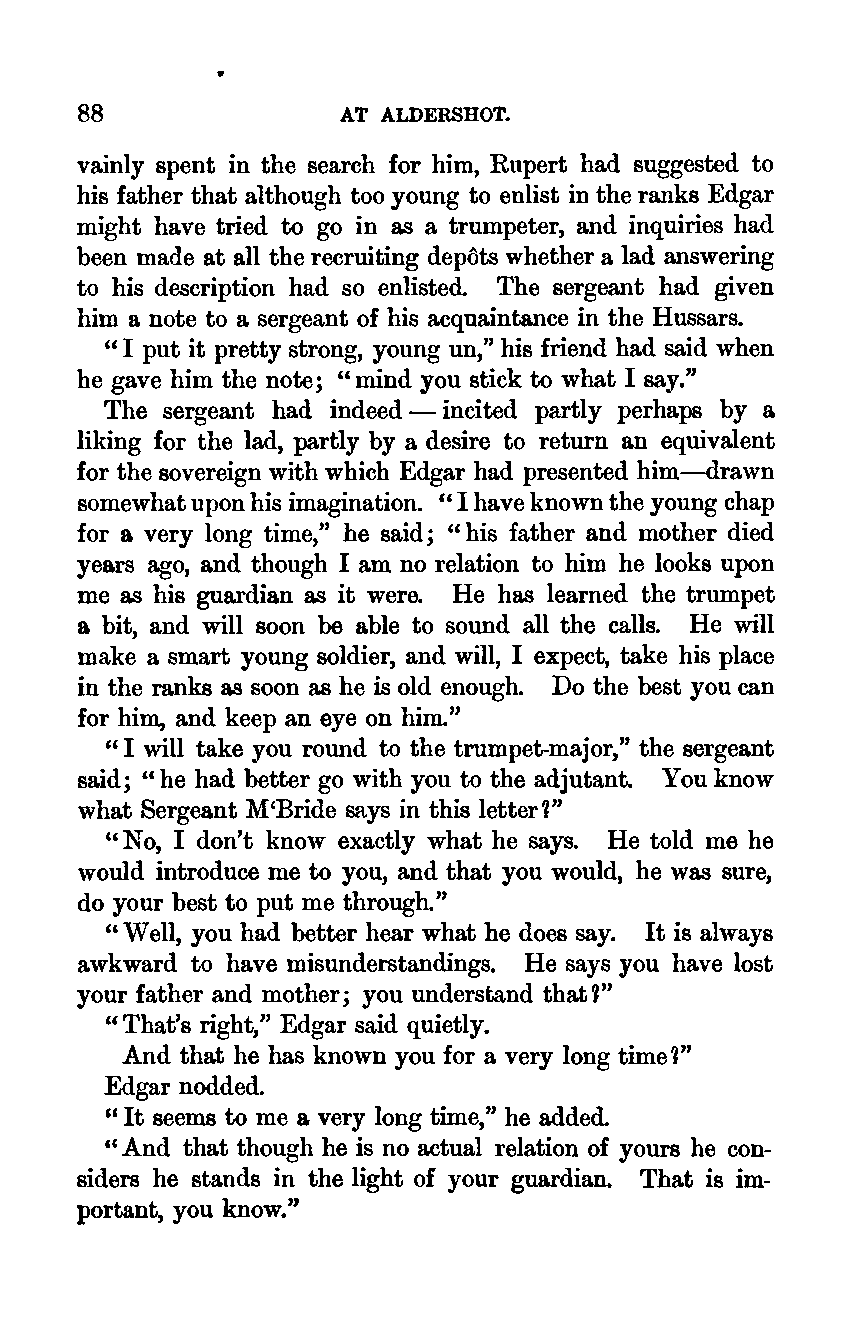 88 AT ALDERSHOT.
vainly spent in the search for him, Rupert had suggested to
his father that although too young to enlist in the ranks Edgar
might have tried to go in as a trumpeter, and inquiries had
been made at all the recruiting depôts whether a lad answering
to his description had so enlisted. The sergeant had given
him a note to a sergeant of his acquaintance in the Hussars.
“I put it pretty strong, young un,” his friend had said when
he gave him the note; “mind you stick to what I say.”
The sergeant had indeed — incited partly perhaps by a
liking for the lad, partly by a desire to return an equivalent
for the sovereign with which Edgar had presented him—drawn
somewhat upon his imagination. “I have known the young chap
for a very long time,” he said; “his father and mother died
years ago, and though I am no relation to him he looks upon
me as his guardian as it were. He has learned the trumpet
a bit, and will soon be able to sound all the calls. He will
make a smart young soldier, and will, I expect, take his place
in the ranks as soon as he is old enough. Do the best you can
for him, and keep an eye on him.”
“I will take you round to the trumpet-major,” the sergeant
said; “he had better go with you to the adjutant. You know
what Sergeant M‘Bride says in this letter?”
“No, I don’t know exactly what he says. He told me he
would introduce me to you, and that you would, he was sure,
do your best to put me through.”
“Well, you had better hear what he does say. It is always
awkward to have misunderstandings. He says you have lost
your father and mother; you understand that?”
“That’s right,” Edgar said quietly.
And that he has known you for a very long time?”
Edgar nodded.
“It seems to me a very long time,” he added.
“And that though he is no actual relation of yours he con-
siders he stands in the light of your guardian. That is im-
portant, you know.”